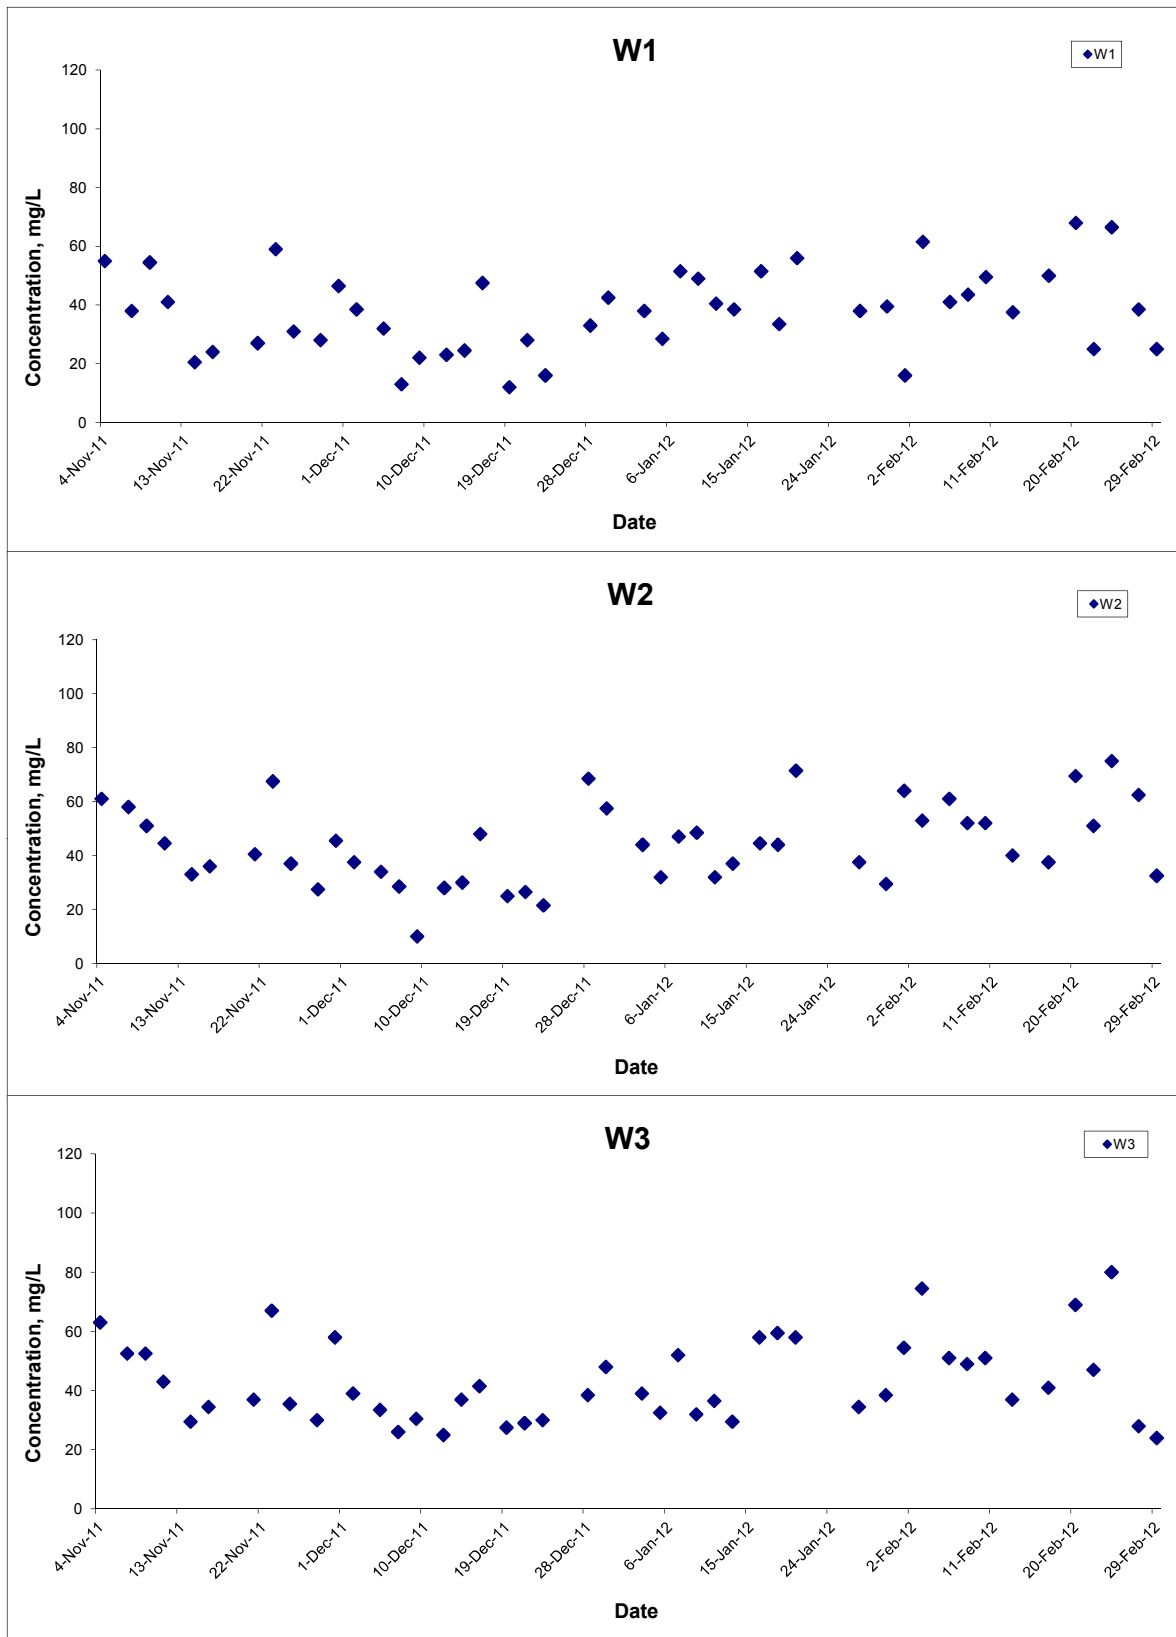 W1
W1
120
100
80
60
40
20
0
Concentration, mg/L
4-Nov-11 13-Nov-11 22-Nov-11 1-Dec-11 10-Dec-11 19-Dec-11 28-Dec-11 6-Jan-12 15-Jan-12 24-Jan-12 2-Feb-12 11-Feb-12 20-Feb-12 29-Feb-12
Date
W2
W2
120
100
80
60
40
20
0
Concentration, mg/L
4-Nov-11 13-Nov-11 22-Nov-11 1-Dec-11 10-Dec-11 19-Dec-11 28-Dec-11 6-Jan-12 15-Jan-12 24-Jan-12 2-Feb-12 11-Feb-12 20-Feb-12 29-Feb-12
Date
W3
W3
120
100
80
60
40
20
0
Concentration, mg/L
4-Nov-11 13-Nov-11 22-Nov-11 1-Dec-11 10-Dec-11 19-Dec-11 28-Dec-11 6-Jan-12 15-Jan-12 24-Jan-12 2-Feb-12 11-Feb-12 20-Feb-12 29-Feb-12
Date